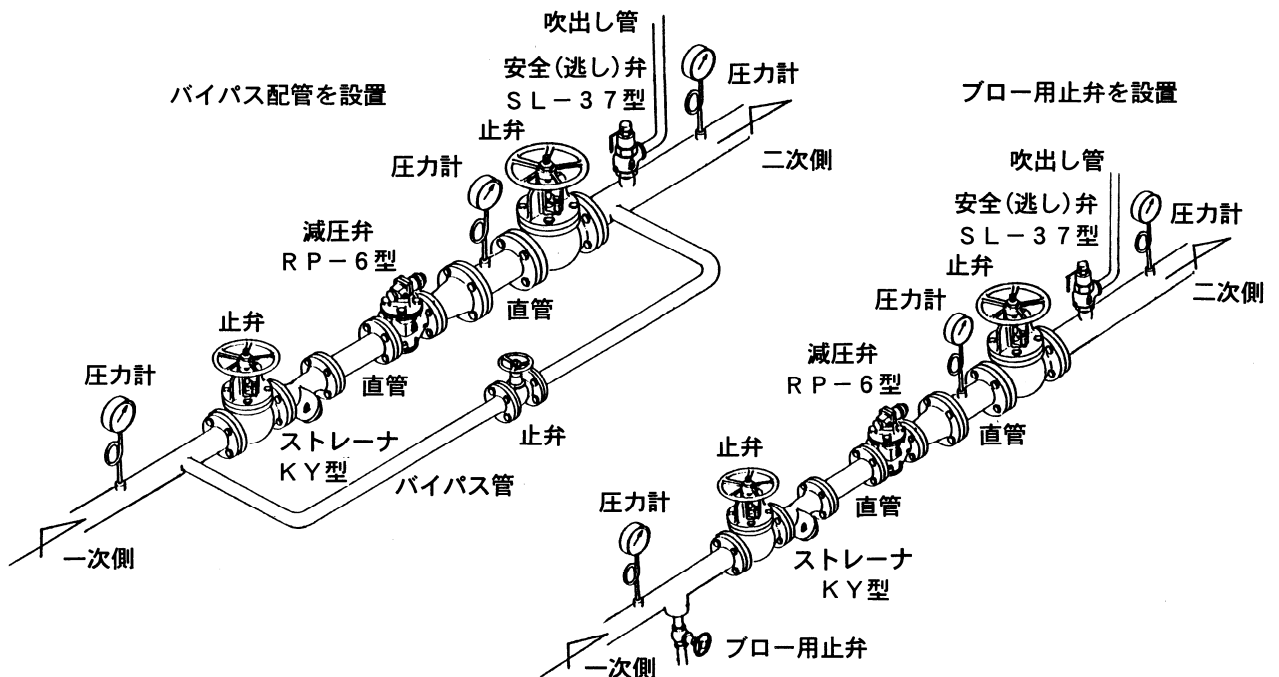 バイパス配管を設置
吹出し管
安全(逃し)弁
SL-37型
圧力計
止弁
二次側
圧力計
減圧弁
RP-6型
直管
止弁
直管
圧力計
ストレーナ
KY型
止弁
バイパス管
一次側
ブロー用止弁を設置
吹出し管
安全(逃し)弁
SL-37型
圧力計
止弁
二次側
圧力計
減圧弁
RP-6型
直管
止弁
直管
圧力計
ストレーナ
KY型
ブロー用止弁
一次側